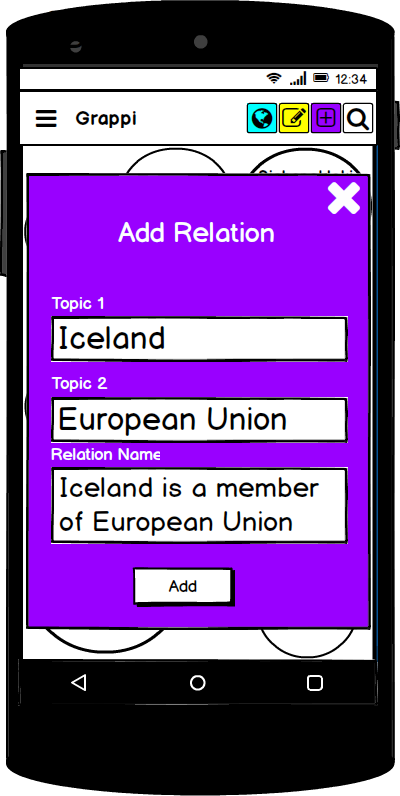 12:34
Grappi
Add Relation
Topic 1
Iceland
Topic 2
European Union
Relation Name
Iceland is a member
of European Union
Add